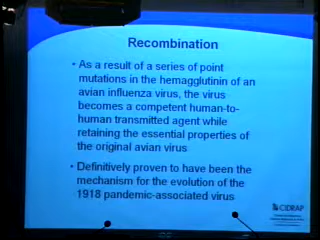 Recombination
• As a result of a series of point
mutations in the hemagglutinin of an
avian influenza virus, the virus
becomes a competent human-to-
human transmitted agent while
retaining the essential properties of
the original avian virus
• Definitively proven to have been the
mechanism for the evolution of the
1918 pandemic-associated virus
CIDRAP